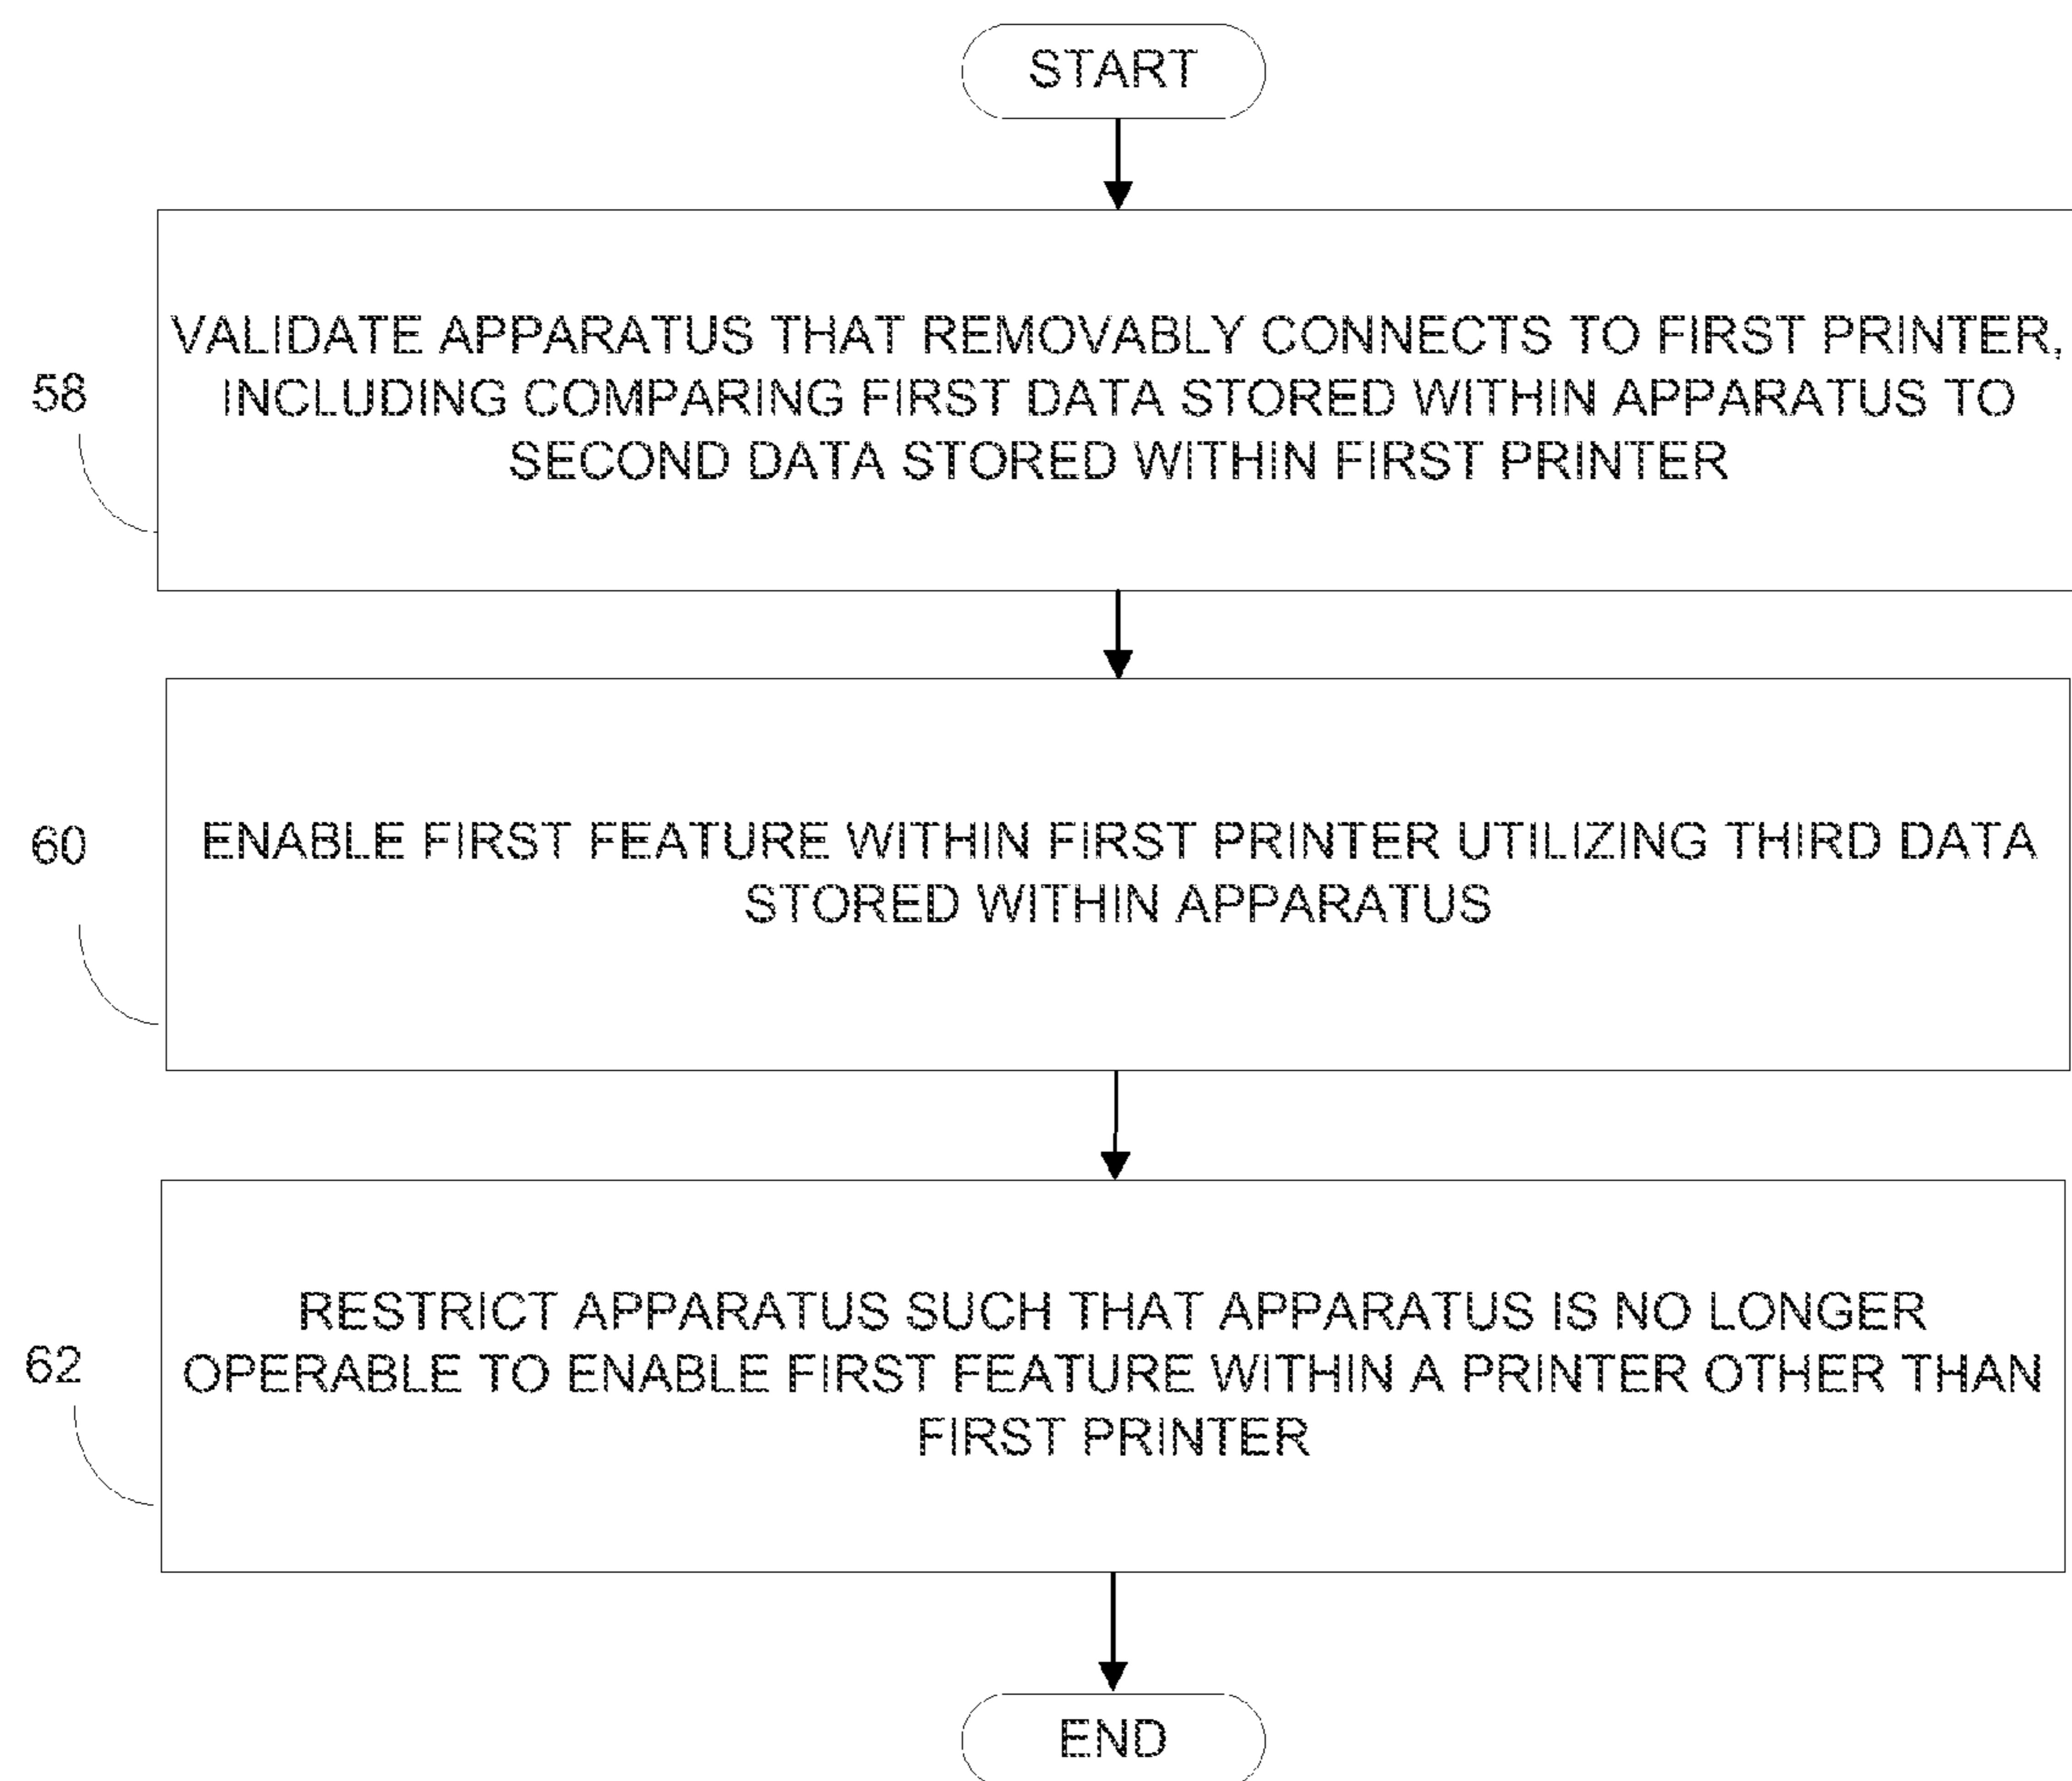 START
58
VALIDATE APPARATUS THAT REMOVABLY CONNECTS TO FIRST PRINTER,
INCLUDING COMPARING FIRST DATA STORED WITHIN APPARATUS TO
SECOND DATA STORED WITHIN FIRST PRINTER
60
ENABLE FIRST FEATURE WITHIN FIRST PRINTER UTILIZING THIRD DATA
STORED WITHIN APPARATUS
62
RESTRICT APPARATUS SUCH THAT APPARATUS IS NO LONGER
OPERABLE TO ENABLE FIRST FEATURE WITHIN A PRINTER OTHER THAN
FIRST PRINTER
END